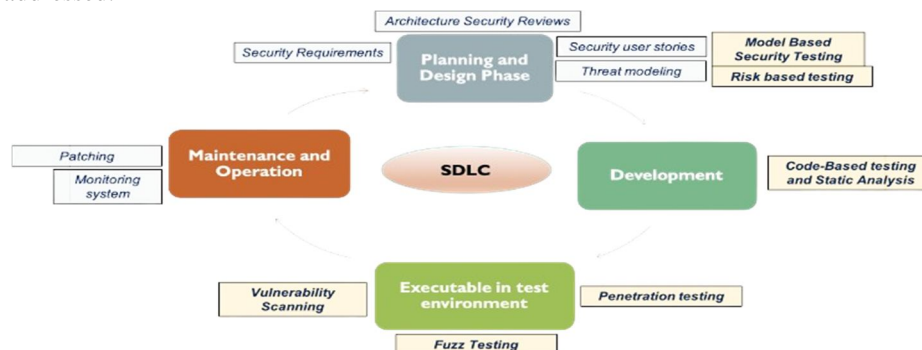 Architecture Security Reviews
Security Requirements
Planning and
Design Phase
Security user stories
Threat modeling
Model Based
Security Testing
Risk based testing
Patching
Monitoring
system
Maintenance and
Operation
SDLC
Development
Code-Based testing
and Static Analysis
Vulnerability
Scanning
Executable in test
environment
Penetration testing
Fuzz Testing